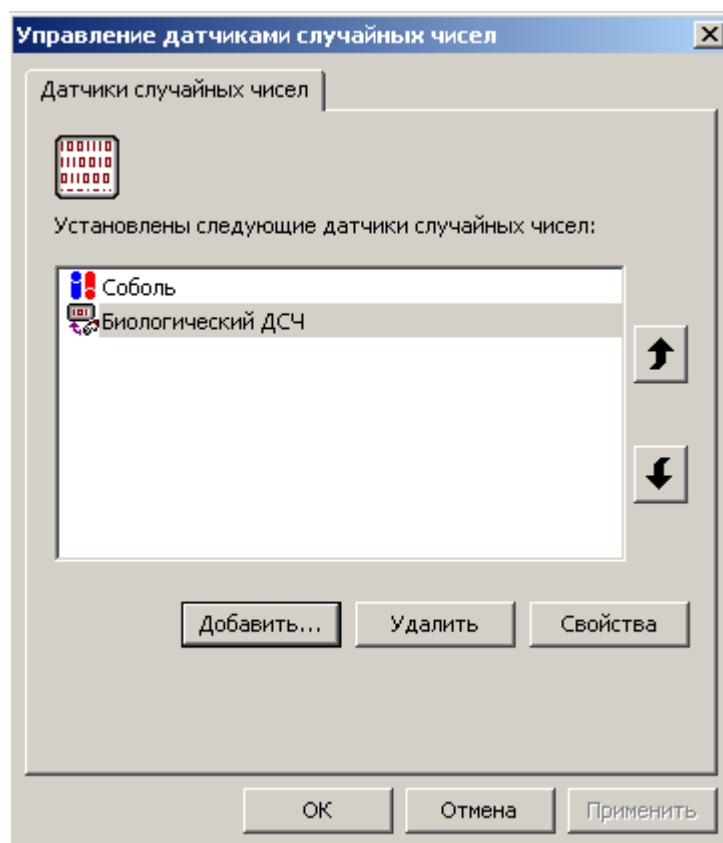 Управление датчиками случайных чисел
Датчики случайных чисел
Установлены следующие датчики случайных чисел:
Соболь
Биологический ДСЧ
Добавить... Удалить Свойства
ОК Отмена Применить